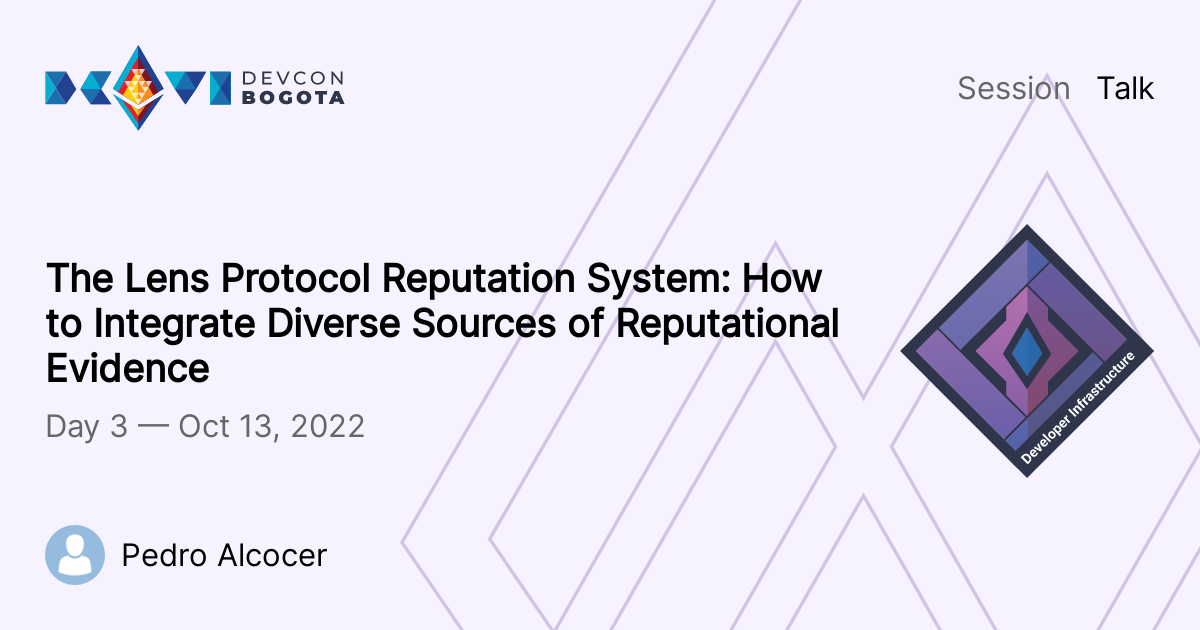 DEVCON
BOGOTA
Session Talk
The Lens Protocol Reputation System: How
to Integrate Diverse Sources of Reputational
Evidence
Day 3 — Oct 13, 2022
Developer Infrastructure
Pedro Alcocer